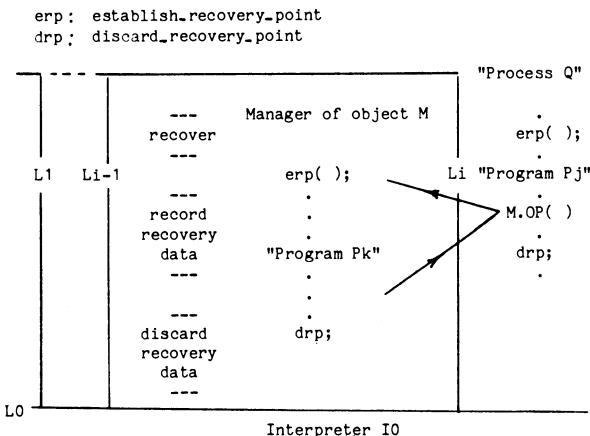 erp: establish_recovery_point
drp: discard_recovery_point
"Process Q"
--- Manager of object M
recover erp( );
---
L1 Li-1 erp( ); Li "Program Pj"
---
record M.OP( )
recovery
data "Program Pk" drp;
---
---
discard drp;
recovery
data
---
L0
Interpreter I0